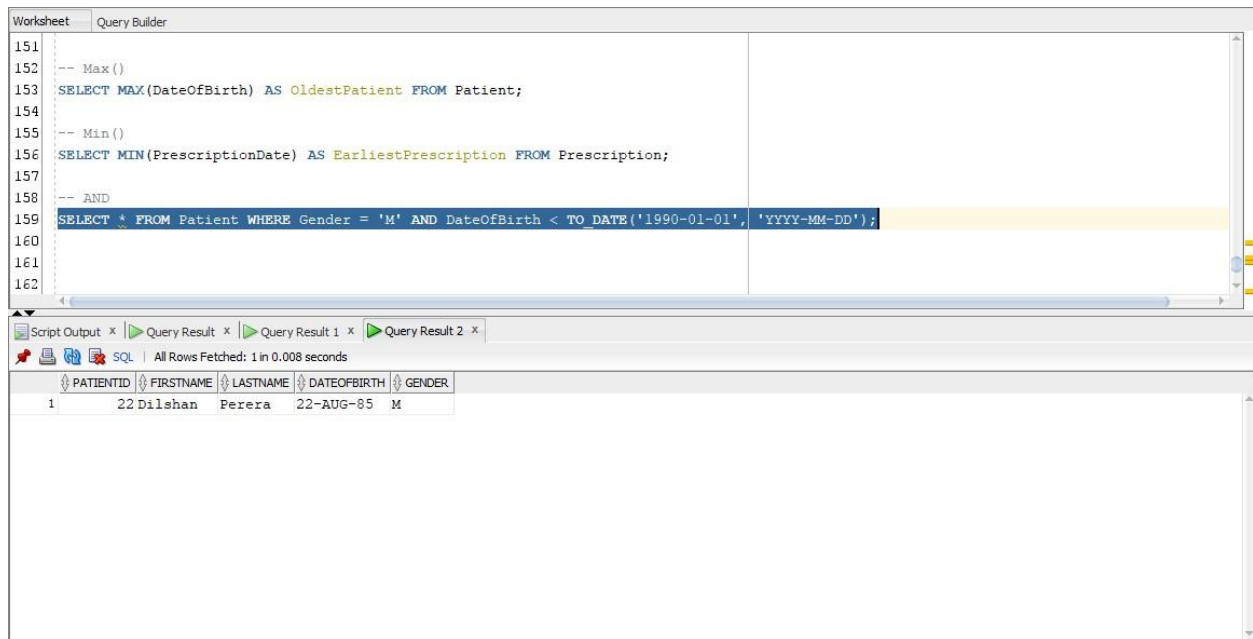 Worksheet Query Builder
151
152 -- Max()
153 SELECT MAX(DateOfBirth) AS OldestPatient FROM Patient;
154
155 -- Min()
156 SELECT MIN(PrescriptionDate) AS EarliestPrescription FROM Prescription;
157
158 -- AND
159 SELECT * FROM Patient WHERE Gender = 'M' AND DateOfBirth < TO_DATE('1990-01-01', 'YYYY-MM-DD');
160
161
162
Script Output x Query Result x Query Result 1 x Query Result 2 x
SQL | All Rows Fetched: 1 in 0.008 seconds
PATIENTID FIRSTNAME LASTNAME DATEOFBIRTH GENDER
1 22 Dilshan Perera 22-AUG-85 M